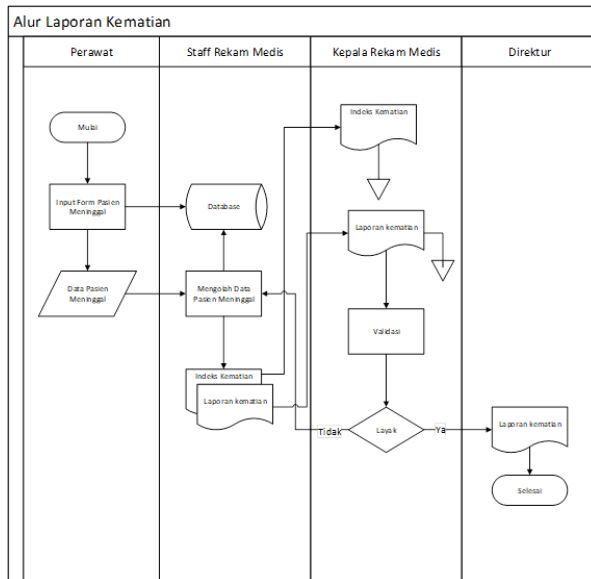 Alur Laporan Kematian
Perawat
Staff Rekam Medis
Kepala Rekam Medis
Direktur
Mulai
Input Form Pasien
Meninggal
Data Pasien
Meninggal
Database
Mengolah Data
Pasien Meninggal
Indeks Kematian
Laporan kematian
Indeks Kematian
Laporan kematian
Validasi
Layak
Tidak
Ya
Laporan kematian
Selesai